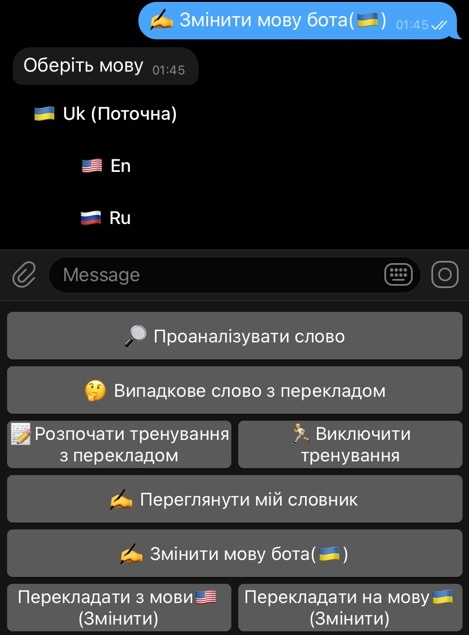 ✍️ Змінити мову бота(🇺🇦) 01:45
Оберіть мову 01:45
🇺🇦 Uk (Поточна)
🇺🇸 En
🇷🇺 Ru
Message
🔎 Проаналізувати слово
🤔 Випадкове слово з перекладом
📝Розпочати тренування
з перекладом
🏃Виключити
тренування
✍️ Переглянути мій словник
✍️ Змінити мову бота(🇺🇦)
Перекладати з мови🇺🇸
(Змінити)
Перекладати на мову🇺🇦
(Змінити)